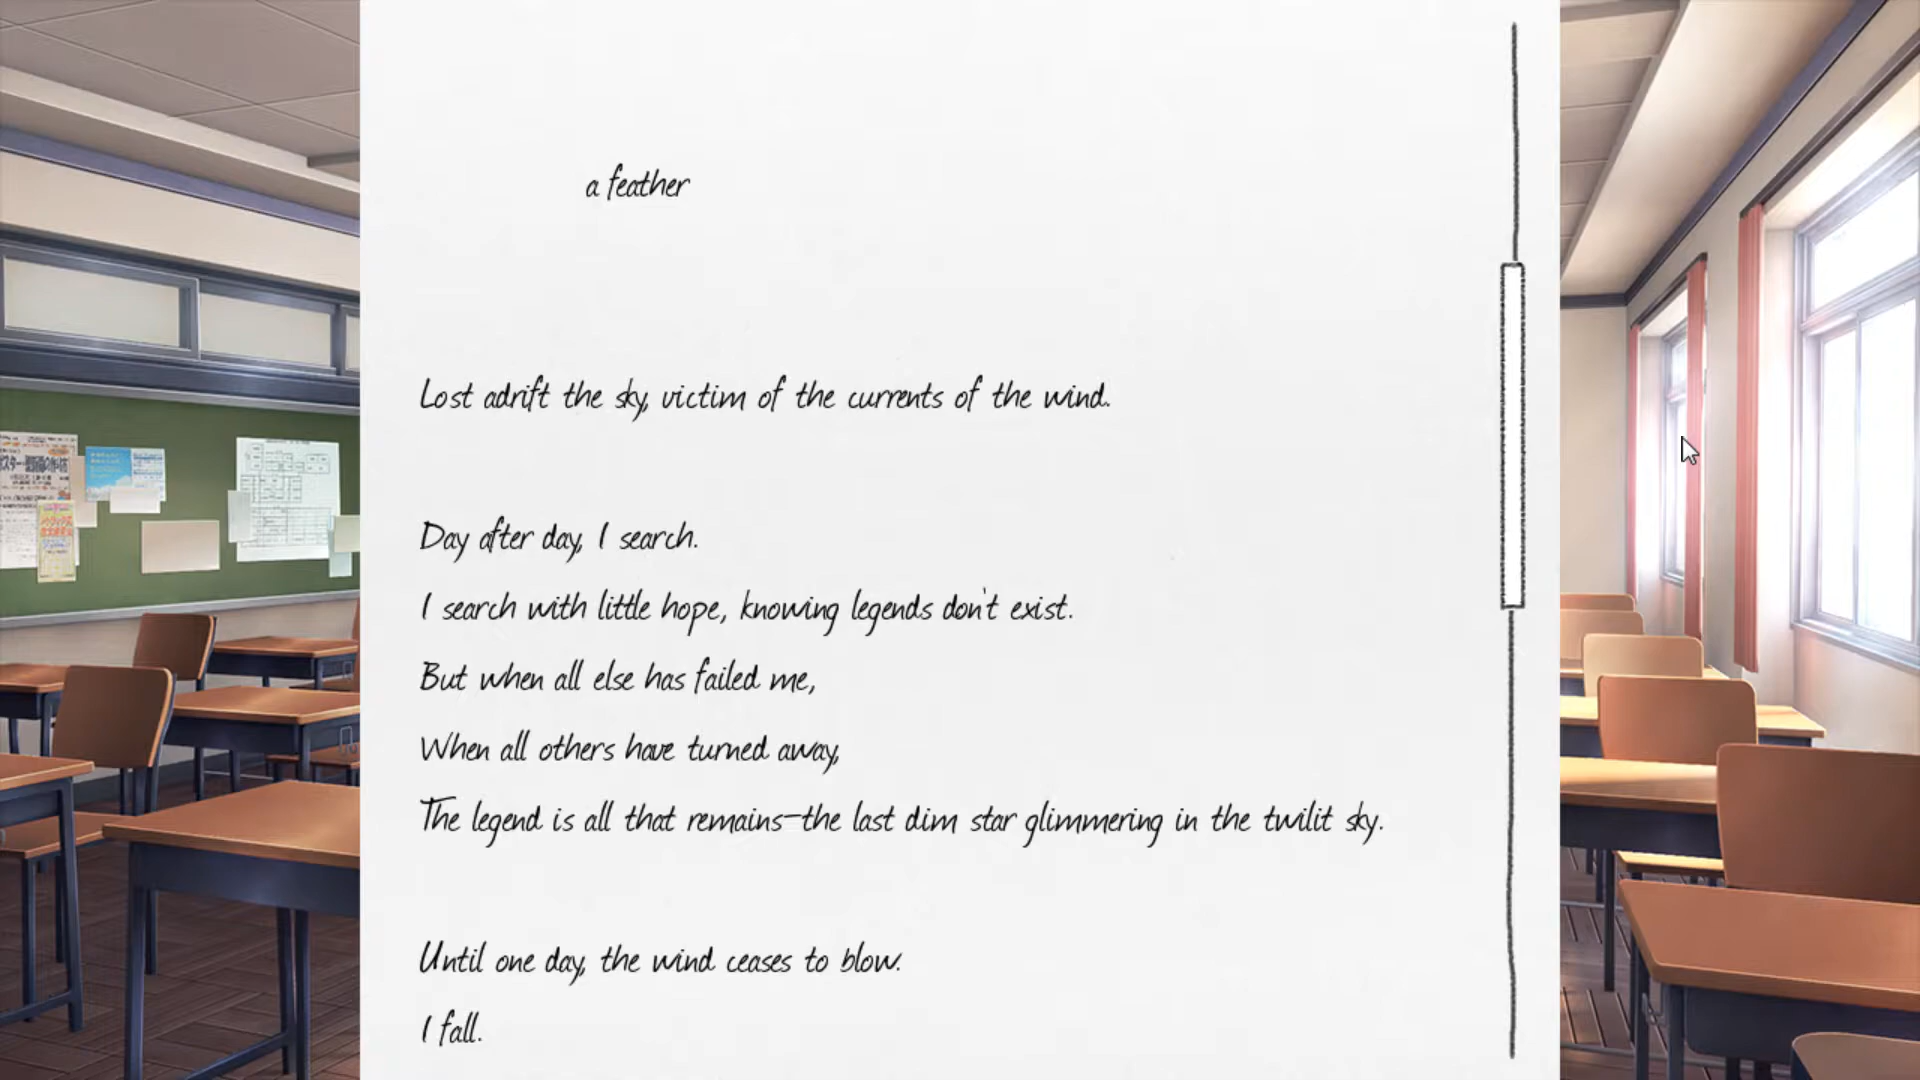 a feather
Lost adrift the sky, victim of the currents of the wind.
Day after day, I search.
I search with little hope, knowing legends don't exist.
But when all else has failed me,
When all others have turned away,
The legend is all that remains—the last dim star glimmering in the twilit sky.
Until one day, the wind ceases to blow.
I fall.